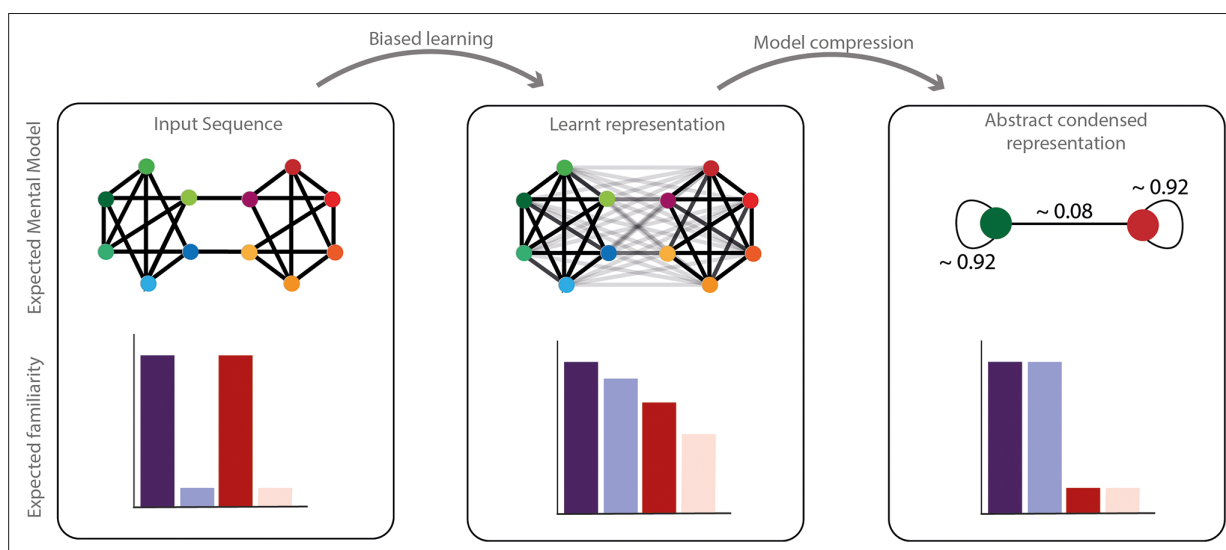 Biased learning
Model compression
Expected Mental Model
Input Sequence
Learnt representation
Abstract condensed
representation
~ 0.92
~ 0.08
~ 0.92
Expected familiarity